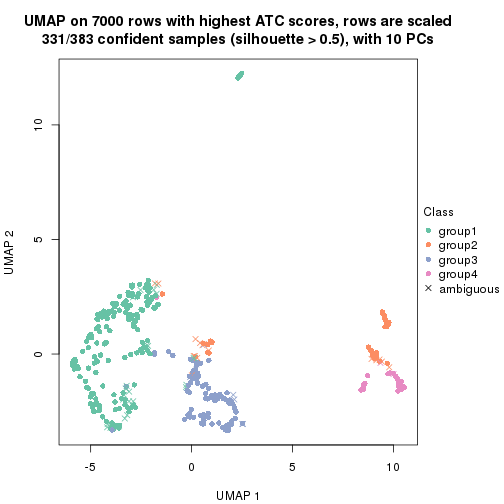 UMAP on 7000 rows with highest ATC scores, rows are scaled
331/383 confident samples (silhouette > 0.5), with 10 PCs
10
5
0
UMAP 2
-5
0
5
10
UMAP 1
Class
group1
group2
group3
group4
ambiguous